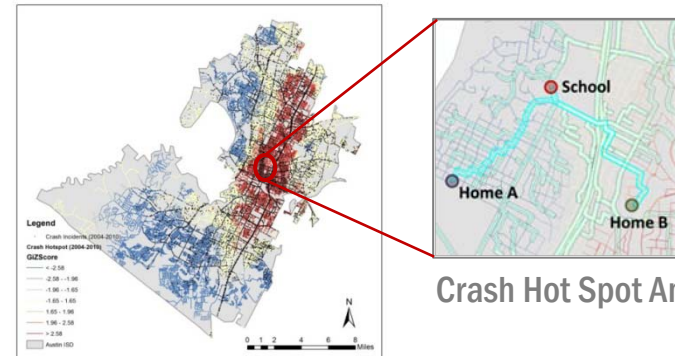 School
Home A
Home B
Crash Hot Spot An
Legend
Crash Incidents (2004-2010)
Crash Hotspot (2004-2010)
GiZScore
< -2.58
-2.58 - -1.96
-1.96 - -1.65
-1.65 - 1.65
1.65 - 1.96
1.96 - 2.58
> 2.58
Austin ISD
N
0 1 2 4 6 8
Miles